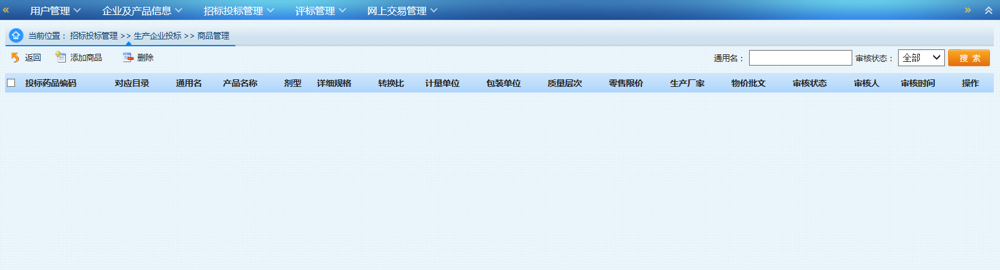 « 用户管理 企业及产品信息 招标投标管理 评标管理 网上交易管理 »
当前位置： 招标投标管理 >> 生产企业投标 >> 商品管理
返回 添加商品 删除 通用名： 审核状态： 全部 搜 索
投标药品编码 对应目录 通用名 产品名称 剂型 详细规格 转换比 计量单位 包装单位 质量层次 零售限价 生产厂家 物价批文 审核状态 审核人 审核时间 操作